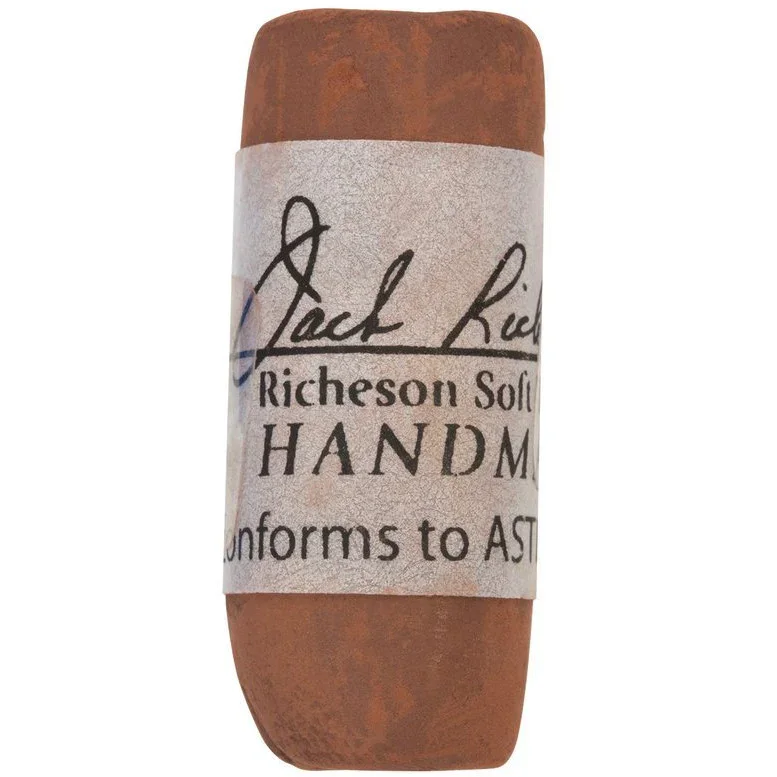 Jack Rich
Richeson Soft
HANDM
onforms to AST